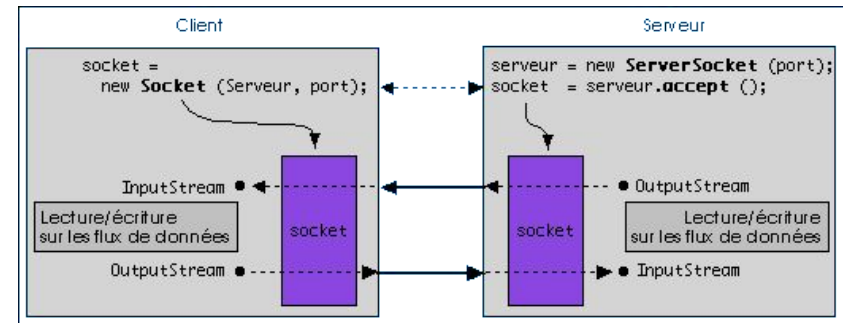 Client
socket =
new Socket (Serveur, port);
InputStream
Lecture/écriture
sur les flux de données
OutputStream
socket
Serveur
serveur = new ServerSocket (port);
socket = serveur.accept ();
socket
OutputStream
Lecture/écriture
sur les flux de données
InputStream